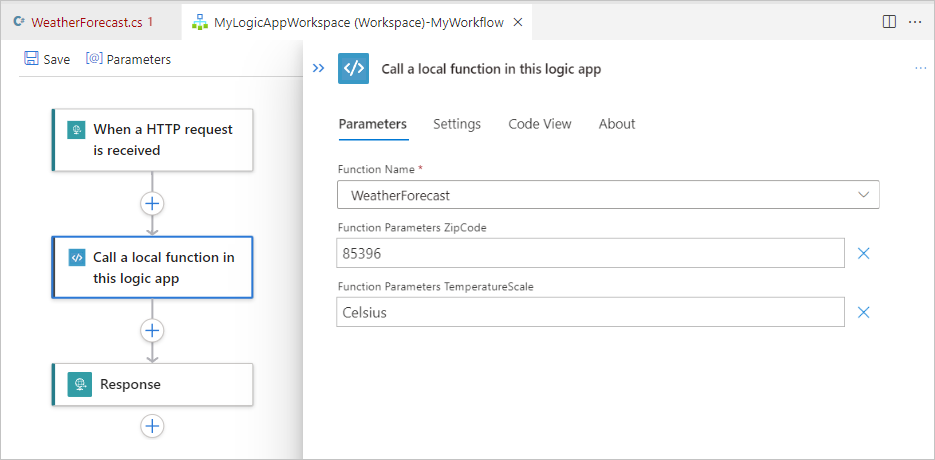 C# WeatherForecast.cs 1
MyLogicAppWorkspace (Workspace)-MyWorkflow
Save
[@] Parameters
When a HTTP request
is received
Call a local function in
this logic app
Response
Call a local function in this logic app
Parameters Settings Code View About
Function Name *
WeatherForecast
Function Parameters ZipCode
85396
Function Parameters TemperatureScale
Celsius